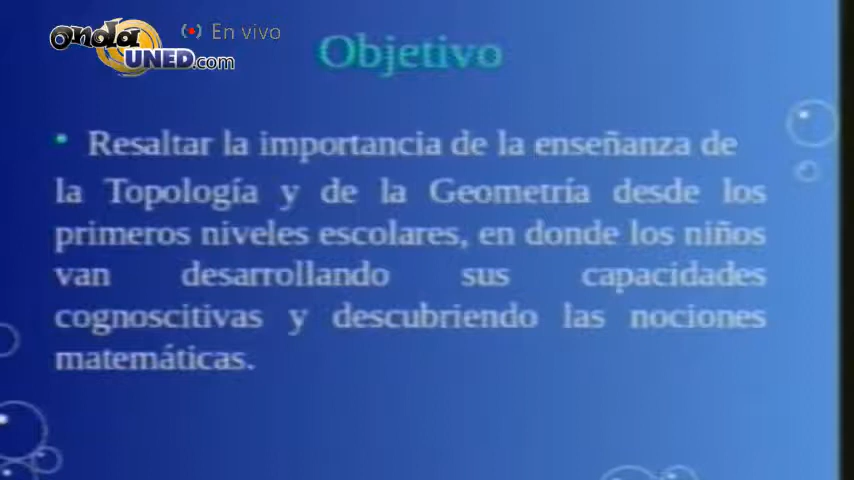 onda
UNED.com
En vivo
Objetivo
• Resaltar la importancia de la enseñanza de
la Topología y de la Geometría desde los
primeros niveles escolares, en donde los niños
van desarrollando sus capacidades
cognoscitivas y descubriendo las nociones
matemáticas.